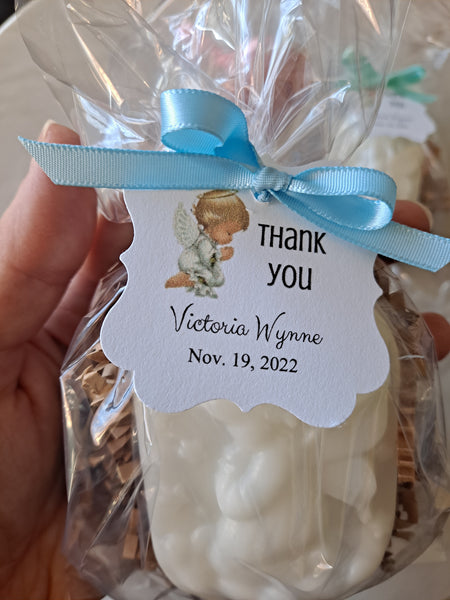 THANK
YOU
Victoria Wynne
Nov. 19, 2022